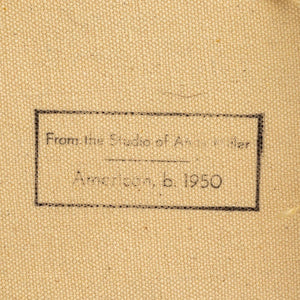 From the Studio of
American, b. 1950